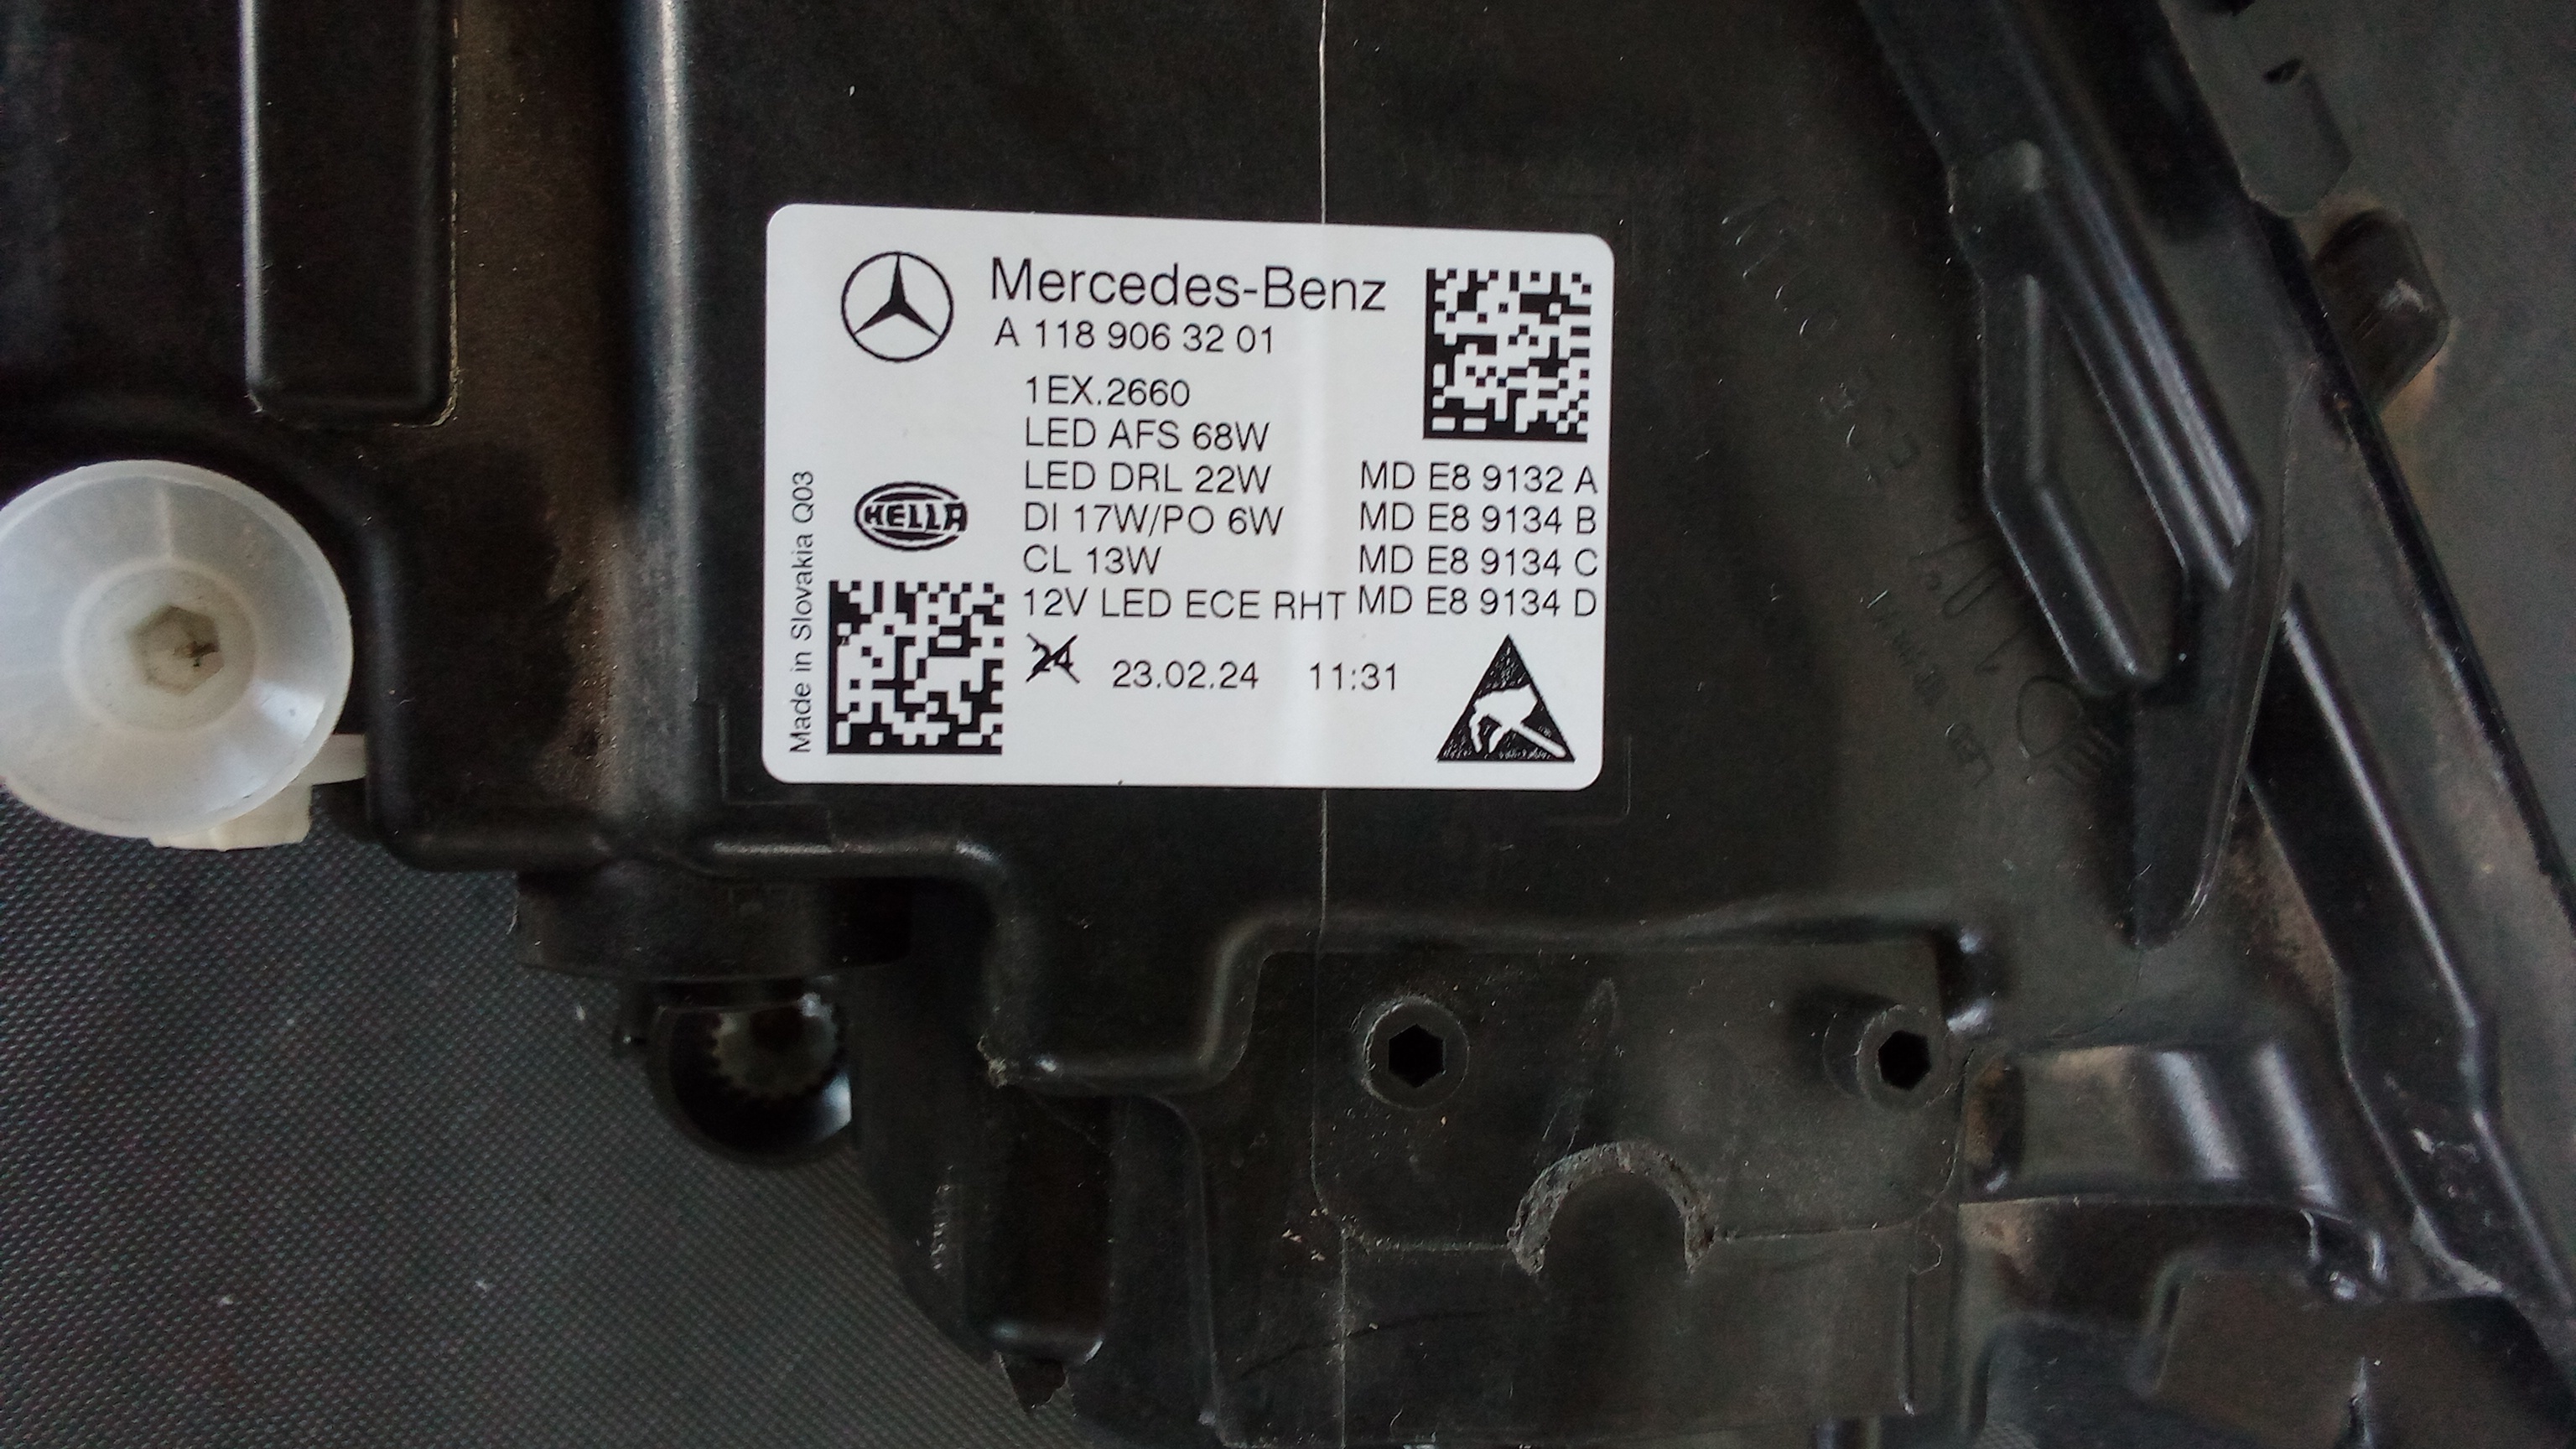 Mercedes-Benz
A 118 906 32 01
1EX.2660
LED AFS 68W
LED DRL 22W
DI 17W/PO 6W
CL 13W
12V LED ECE RHT
MD E8 9132 A
MD E8 9134 B
MD E8 9134 C
MD E8 9134 D
HELLA
Made in Slovakia Q03
24
23.02.24 11:31